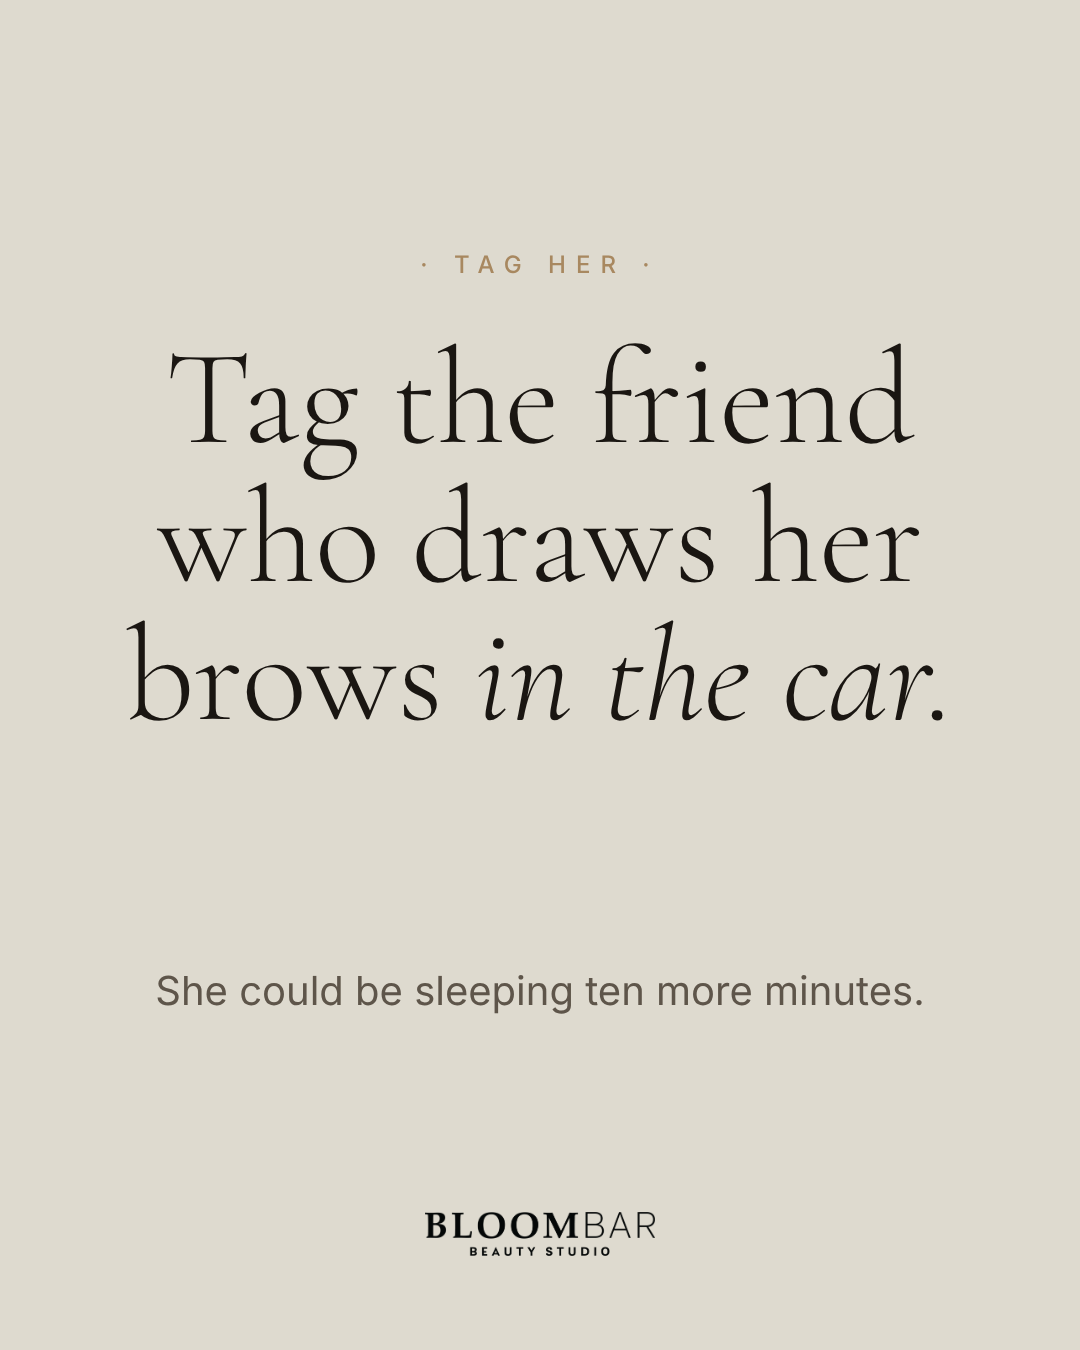 · TAG HER ·
Tag the friend
who draws her
brows in the car.
She could be sleeping ten more minutes.
BLOOMBAR
BEAUTY STUDIO